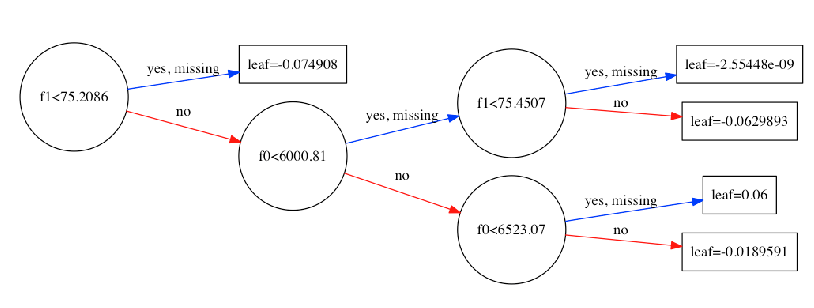 f1<75.2086
yes, missing
leaf=-0.074908
no
f0<6000.81
yes, missing
f1<75.4507
yes, missing
leaf=-2.55448e-09
no
leaf=-0.0629893
no
f0<6523.07
yes, missing
leaf=0.06
no
leaf=-0.0189591